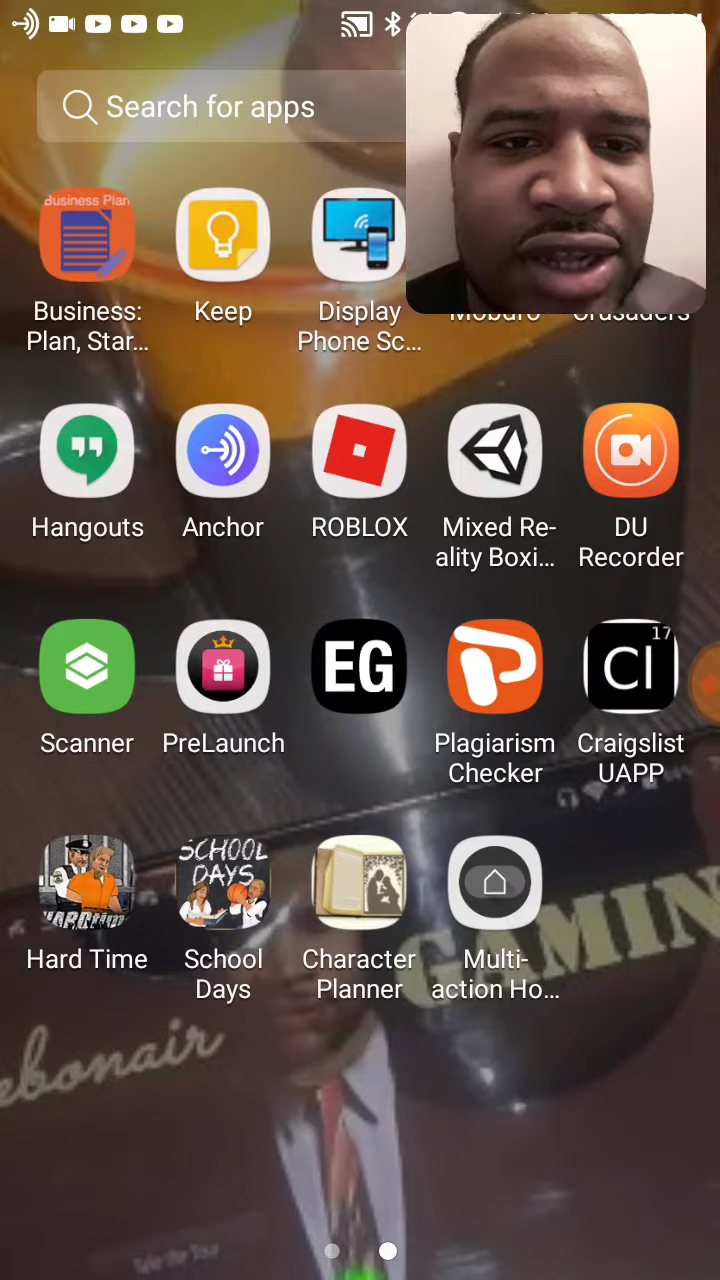 Search for apps
Business Plan
Business:
Plan, Star...
Keep
Display
Phone Sc...
Hangouts
Anchor
ROBLOX
Mixed Re-
ality Boxi...
DU
Recorder
EG
17
Cl
Scanner
PreLaunch
Plagiarism
Checker
Craigslist
UAPP
SCHOOL
DAYS
Hard Time
School
Days
Character
Planner
Multi-
action Ho...
GAMIN
ebonair